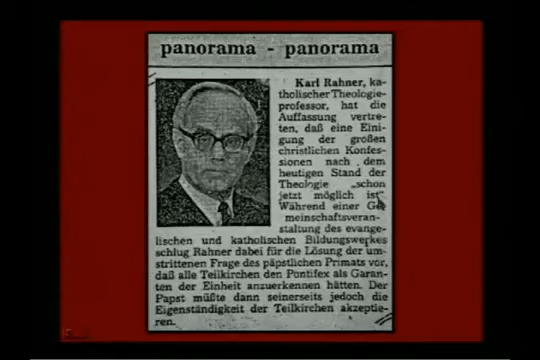 panorama - panorama
Karl Rahner, ka-
tholischer Theologie-
professor, hat die
Auffassung vertre-
ten, daß eine Eini-
gung der großen
christlichen Konfes-
sionen nach dem
heutigen Stand der
Theologie „schon
jetzt möglich ist“.
Während einer Ge-
meinschaftsveran-
staltung des evange-
lischen und katholischen Bildungswerkes
schlug Rahner dabei für die Lösung der um-
strittenen Frage des päpstlichen Primats vor,
daß alle Teilkirchen den Pontifex als Garan-
ten der Einheit anzuerkennen hätten. Der
Papst müßte dann seinerseits jedoch die
Eigenständigkeit der Teilkirchen akzeptie-
ren.